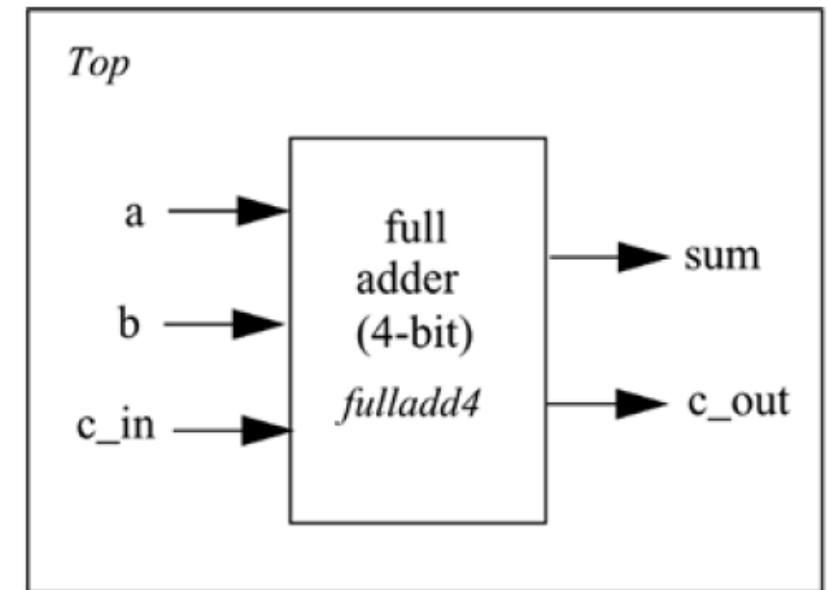 Top
a
b
c_in
full
adder
(4-bit)
fulladd4
sum
c_out